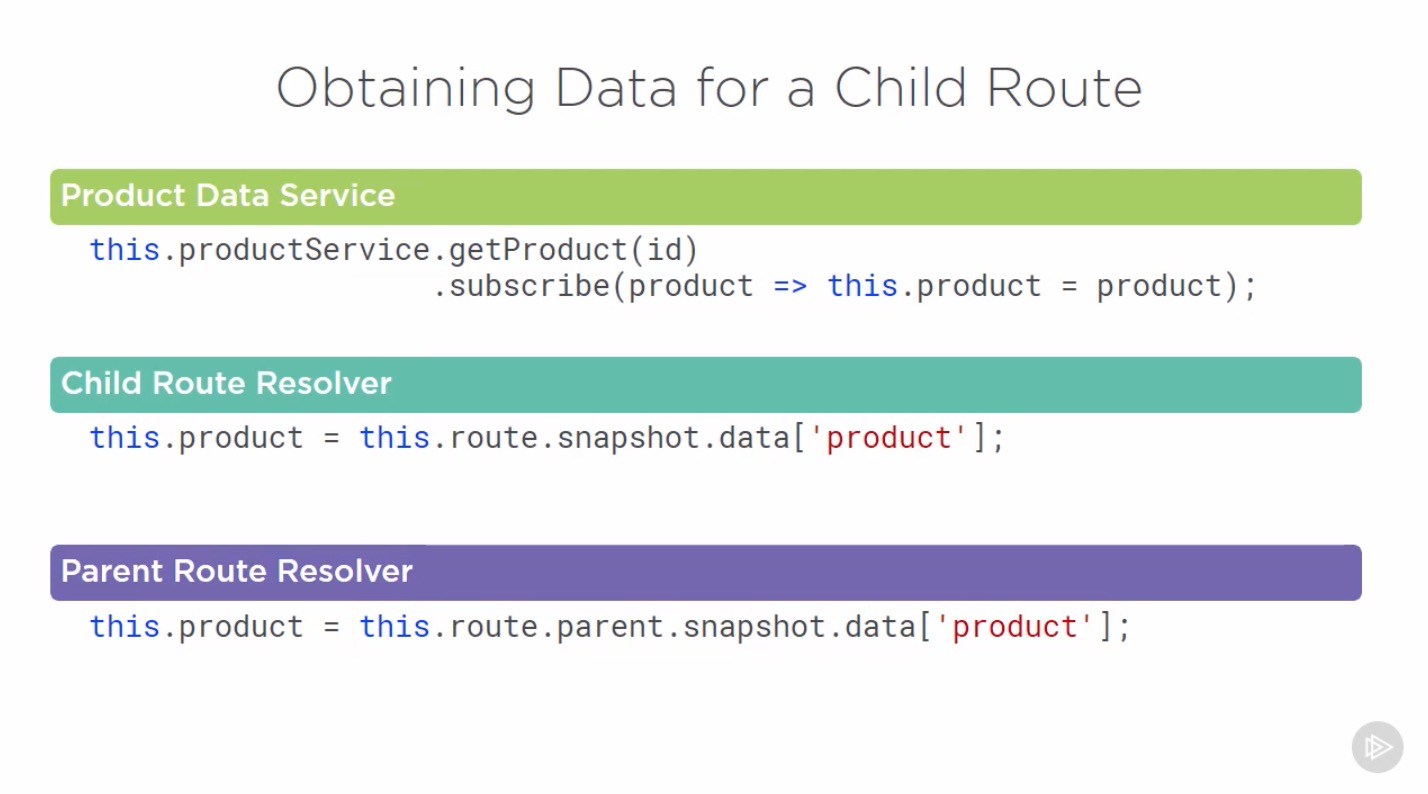 Obtaining Data for a Child Route
Product Data Service
this.productService.getProduct(id)
.subscribe(product => this.product = product);
Child Route Resolver
this.product = this.route.snapshot.data['product'];
Parent Route Resolver
this.product = this.route.parent.snapshot.data['product'];